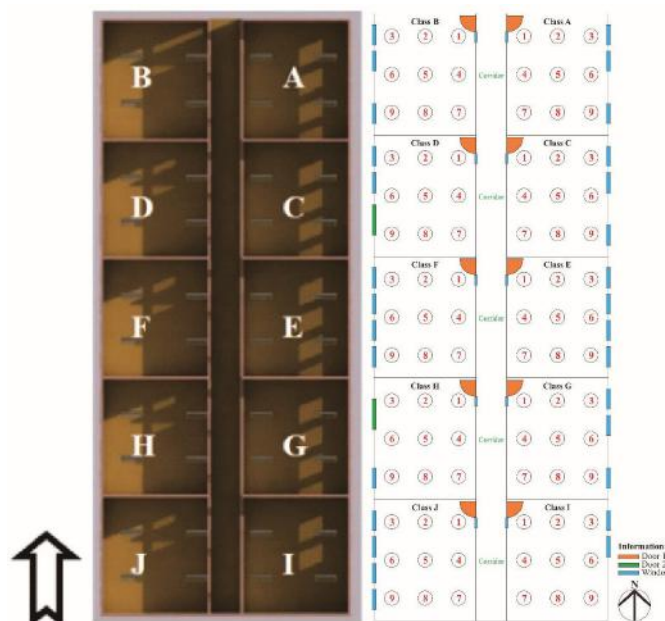 B
A
D
C
F
E
H
G
J
I
Class B
Class A
3 2 1 1 2 3
6 5 4 Corridor 4 5 6
9 8 7 7 8 9
Class D
Class C
3 2 1 1 2 3
6 5 4 Corridor 4 5 6
9 8 7 7 8 9
Class F
Class E
3 2 1 1 2 3
6 5 4 Corridor 4 5 6
9 8 7 7 8 9
Class H
Class G
3 2 1 1 2 3
6 5 4 Corridor 4 5 6
9 8 7 7 8 9
Class J
Class I
3 2 1 1 2 3
6 5 4 Corridor 4 5 6
9 8 7 7 8 9
Information
Door 1
Door 2
Window
N